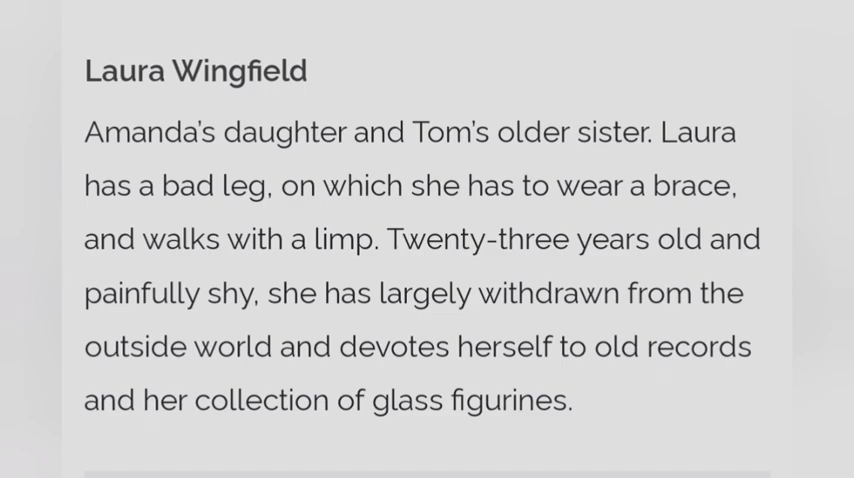 Laura Wingfield
Amanda’s daughter and Tom’s older sister. Laura
has a bad leg, on which she has to wear a brace,
and walks with a limp. Twenty-three years old and
painfully shy, she has largely withdrawn from the
outside world and devotes herself to old records
and her collection of glass figurines.